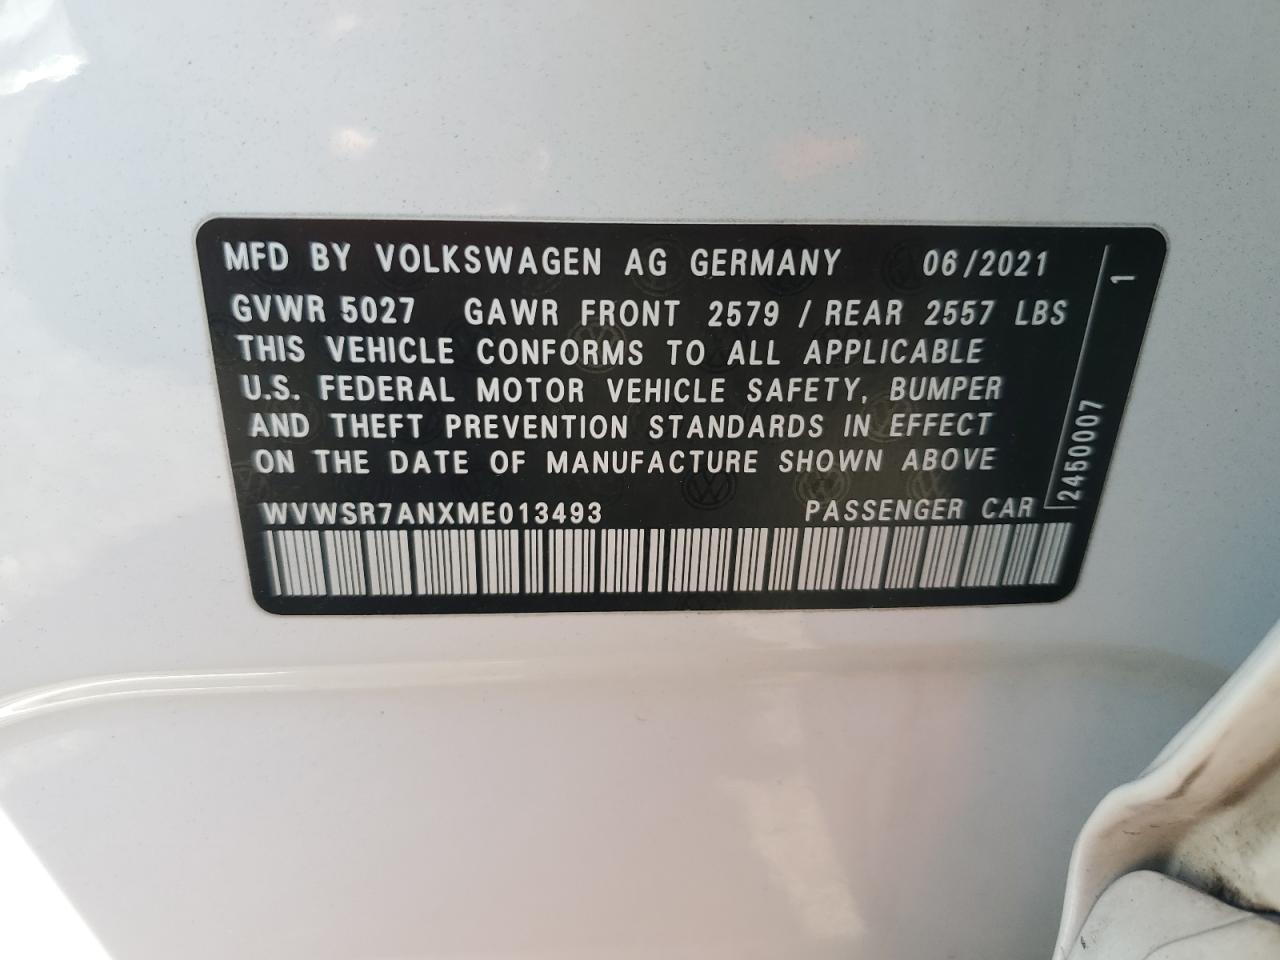 MFD BY VOLKSWAGEN AG GERMANY 06/2021
GVWR 5027 GAWR FRONT 2579 / REAR 2557 LBS
THIS VEHICLE CONFORMS TO ALL APPLICABLE
U.S. FEDERAL MOTOR VEHICLE SAFETY, BUMPER
AND THEFT PREVENTION STANDARDS IN EFFECT
ON THE DATE OF MANUFACTURE SHOWN ABOVE
WVWSR7ANXME013493 PASSENGER CAR
2450007 1